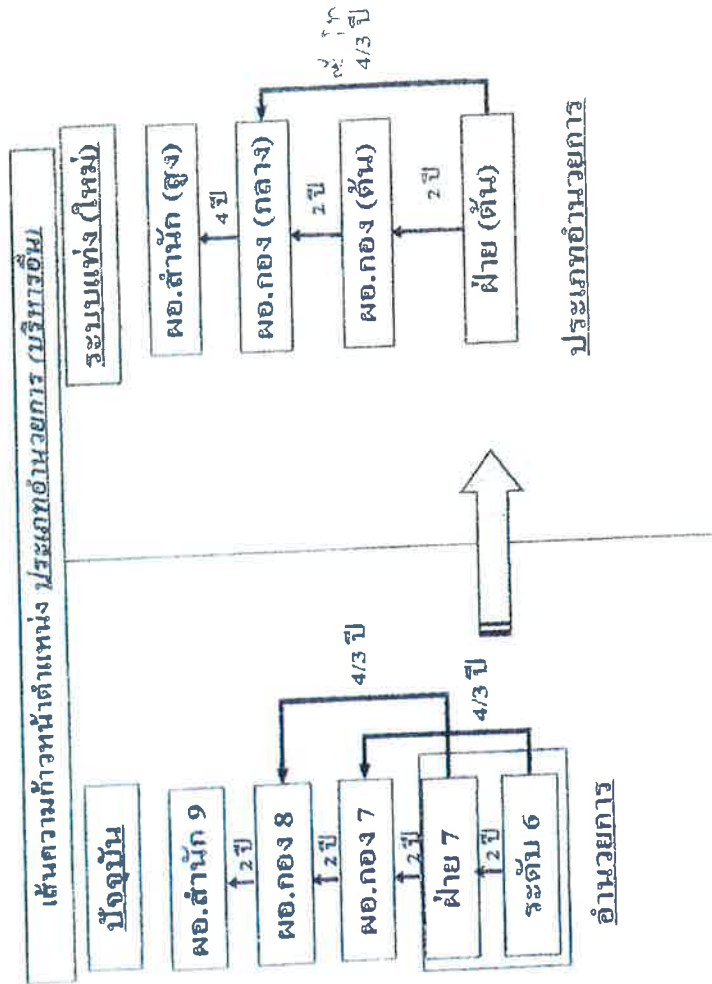 เส้นความก้าวหน้าตำแหน่ง ประเภทอำนวยการ (บริหารอื่น)
ปัจจุบัน
ผอ.สำนัก 9
2 ปี
ผอ.กอง 8
2 ปี
ผอ.กอง 7
2 ปี
ฝ่าย 7
2 ปี
ระดับ 6
4/3 ปี
4/3 ปี
อำนวยการ
ระบบแท่ง (ใหม่)
ผอ.สำนัก (สูง)
4 ปี
ผอ.กอง (กลาง)
2 ปี
ผอ.กอง (ต้น)
2 ปี
ฝ่าย (ต้น)
4/3 ปี
ประเภทอำนวยการ